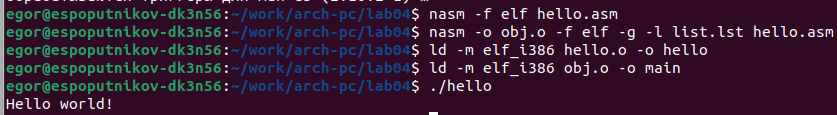 egor@espoputnikov-dk3n56:~/work/arch-pc/lab04$ nasm -f elf hello.asm
egor@espoputnikov-dk3n56:~/work/arch-pc/lab04$ nasm -o obj.o -f elf -g -l list.lst hello.asm
egor@espoputnikov-dk3n56:~/work/arch-pc/lab04$ ld -m elf_i386 hello.o -o hello
egor@espoputnikov-dk3n56:~/work/arch-pc/lab04$ ld -m elf_i386 obj.o -o main
egor@espoputnikov-dk3n56:~/work/arch-pc/lab04$ ./hello
Hello world!